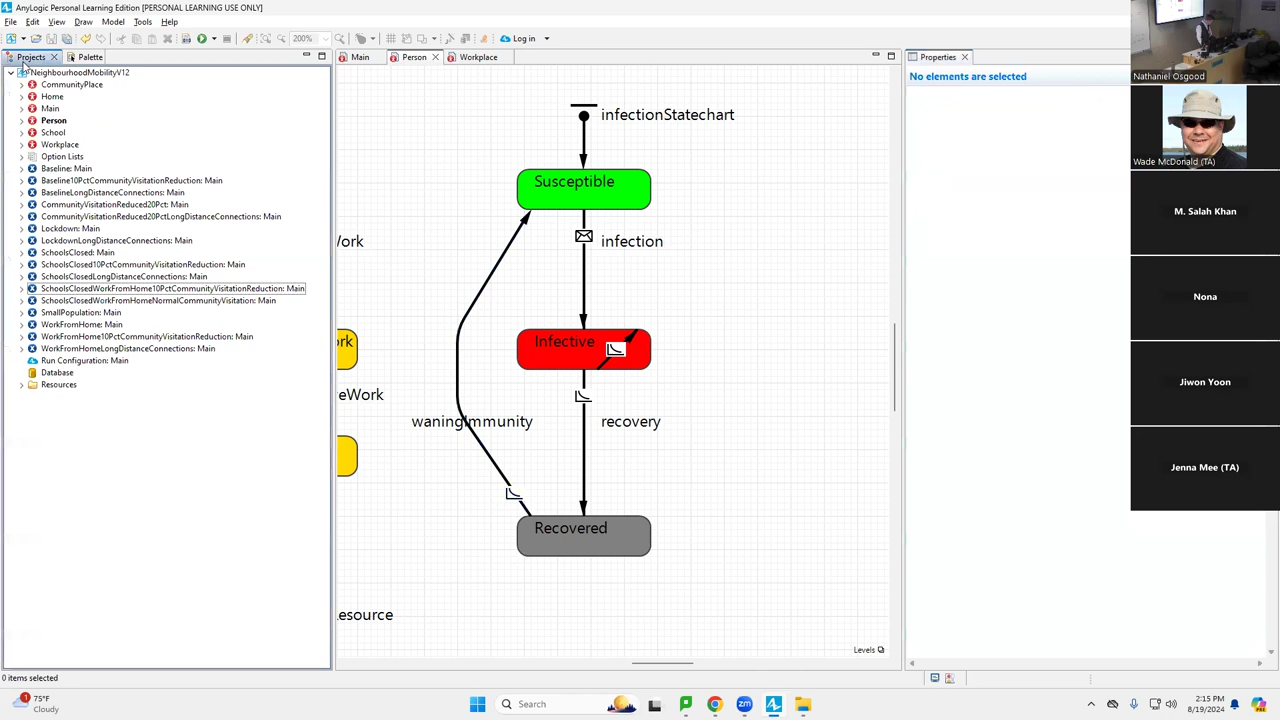 AnyLogic Personal Learning Edition [PERSONAL LEARNING USE ONLY]
File Edit View Draw Model Tools Help
200%
Log in
Projects
Palette
Main
Person
Workplace
Properties
NeighbourhoodMobilityV12
CommunityPlace
Home
Main
Person
School
Workplace
Option Lists
Baseline: Main
Baseline10PctCommunityVisitationReduction: Main
BaselineLongDistanceConnections: Main
CommunityVisitationReduced20Pct: Main
CommunityVisitationReduced20PctLongDistanceConnections: Main
Lockdown: Main
LockdownLongDistanceConnections: Main
SchoolsClosed: Main
SchoolsClosed10PctCommunityVisitationReduction: Main
SchoolsClosedLongDistanceConnections: Main
SchoolsClosedWorkFromHome10PctCommunityVisitationReduction: Main
SchoolsClosedWorkFromHomeNormalCommunityVisitation: Main
SmallPopulation: Main
WorkFromHome: Main
WorkFromHome10PctCommunityVisitationReduction: Main
WorkFromHomeLongDistanceConnections: Main
Run Configuration: Main
Database
Resources
infectionStatechart
Susceptible
infection
Infective
waningImmunity
recovery
Recovered
/ork
rk
eWork
esource
Levels
No elements are selected
Nathaniel Osgood
Wade McDonald (TA)
M. Salah Khan
Nona
Jiwon Yoon
Jenna Mee (TA)
0 items selected
1
75°F
Cloudy
Search
2:15 PM
8/19/2024